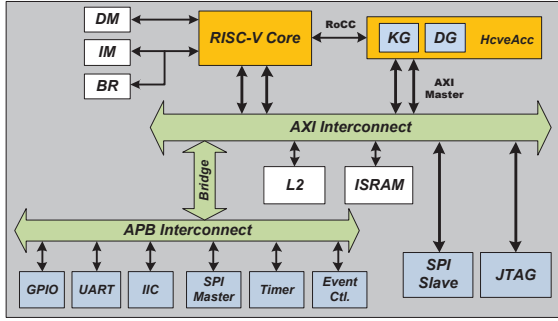 DM
IM
BR
RISC-V Core
RoCC
KG
DG
HcveAcc
AXI
Master
AXI Interconnect
Bridge
L2
ISRAM
APB Interconnect
GPIO
UART
IIC
SPI
Master
Timer
Event
Ctl.
SPI
Slave
JTAG